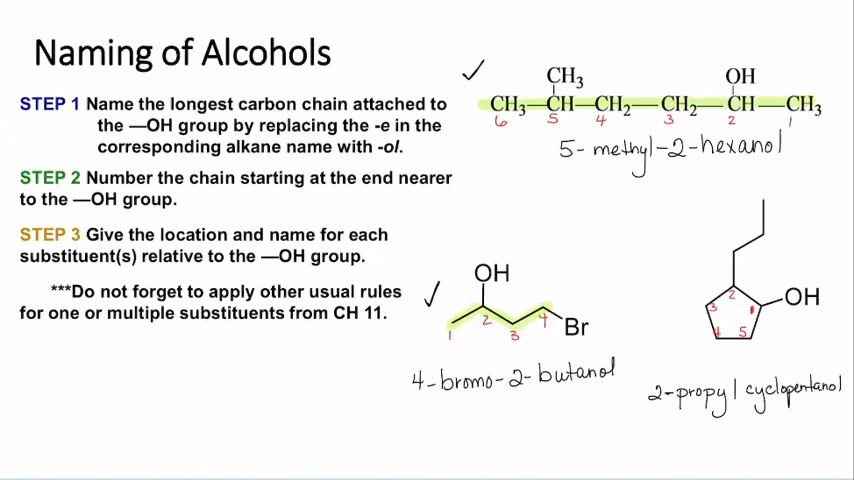 Naming of Alcohols
STEP 1 Name the longest carbon chain attached to
the —OH group by replacing the -e in the
corresponding alkane name with -ol.
STEP 2 Number the chain starting at the end nearer
to the —OH group.
STEP 3 Give the location and name for each
substituent(s) relative to the —OH group.
***Do not forget to apply other usual rules
for one or multiple substituents from CH 11.
CH₃ OH
CH₃—CH—CH₂—CH₂—CH—CH₃
6 5 4 3 2 1
5-methyl-2-hexanol
OH
Br
1 2 3 4
4-bromo-2-butanol
OH
2 1 3 4 5
2-propylcyclopentanol